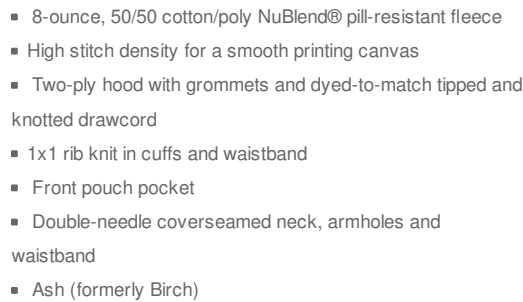 ▪ 8-ounce, 50/50 cotton/poly NuBlend® pill-resistant fleece
▪ High stitch density for a smooth printing canvas
▪ Two-ply hood with grommets and dyed-to-match tipped and
knotted drawcord
▪ 1x1 rib knit in cuffs and waistband
▪ Front pouch pocket
▪ Double-needle coverseamed neck, armholes and
waistband
▪ Ash (formerly Birch)